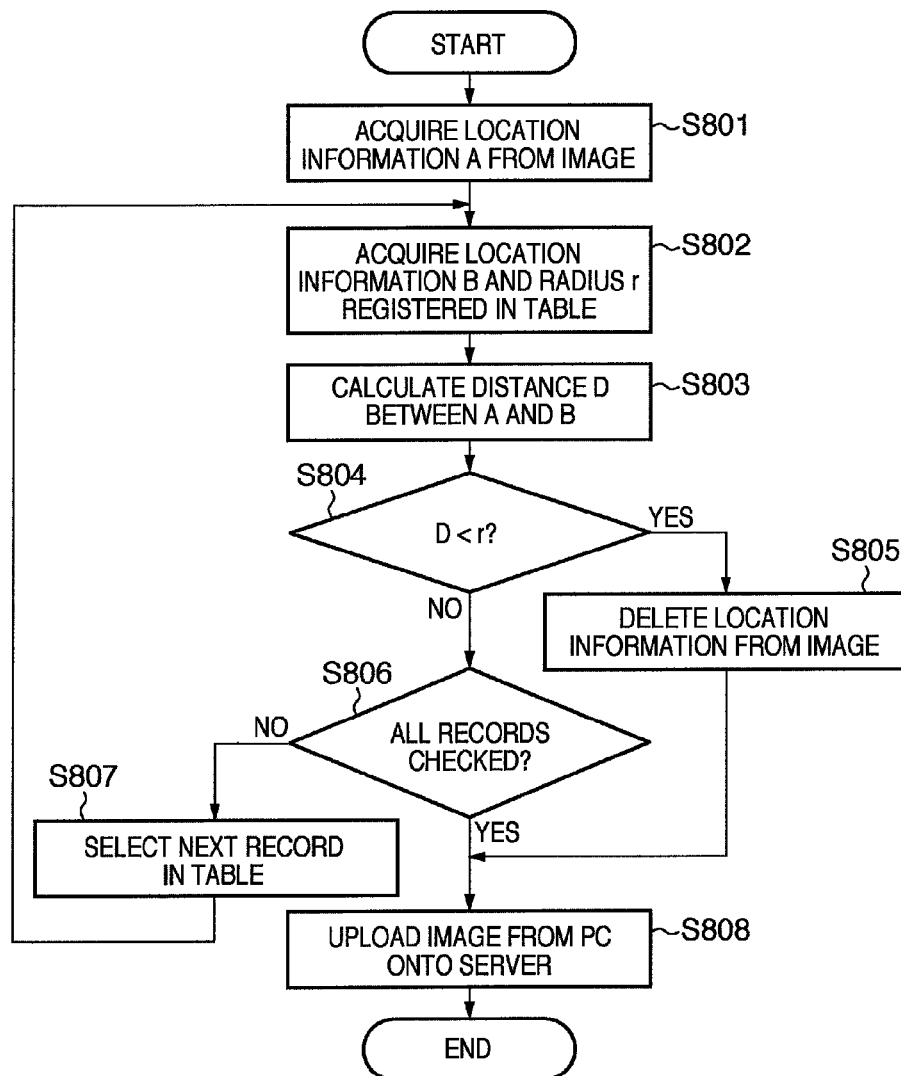 START
ACQUIRE LOCATION
INFORMATION A FROM IMAGE
S801
ACQUIRE LOCATION
INFORMATION B AND RADIUS r
REGISTERED IN TABLE
S802
CALCULATE DISTANCE D
BETWEEN A AND B
S803
S804
D < r?
YES
NO
S805
DELETE LOCATION
INFORMATION FROM IMAGE
S806
ALL RECORDS
CHECKED?
NO
YES
S807
SELECT NEXT RECORD
IN TABLE
UPLOAD IMAGE FROM PC
ONTO SERVER
S808
END